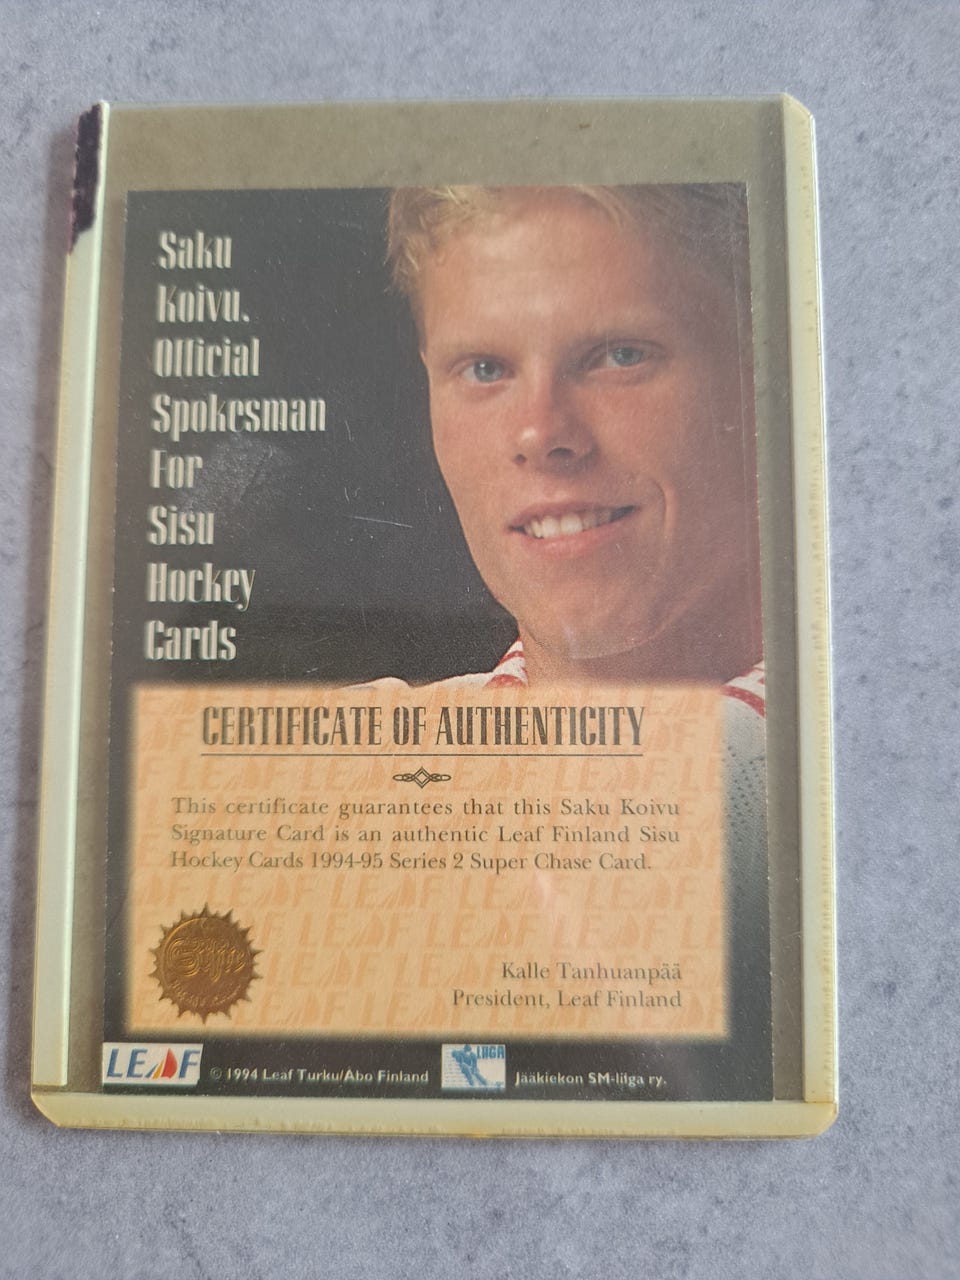 Saku
Koivu.
Official
Spokesman
For
Sisu
Hockey
Cards
CERTIFICATE OF AUTHENTICITY
This certificate guarantees that this Saku Koivu
Signature Card is an authentic Leaf Finland Sisu
Hockey Cards 1994-95 Series 2 Super Chase Card.
Kalle Tanhuanpää
President, Leaf Finland
LEAF
© 1994 Leaf Turku/Åbo Finland
LIIGA
Jääkiekon SM-liiga ry.